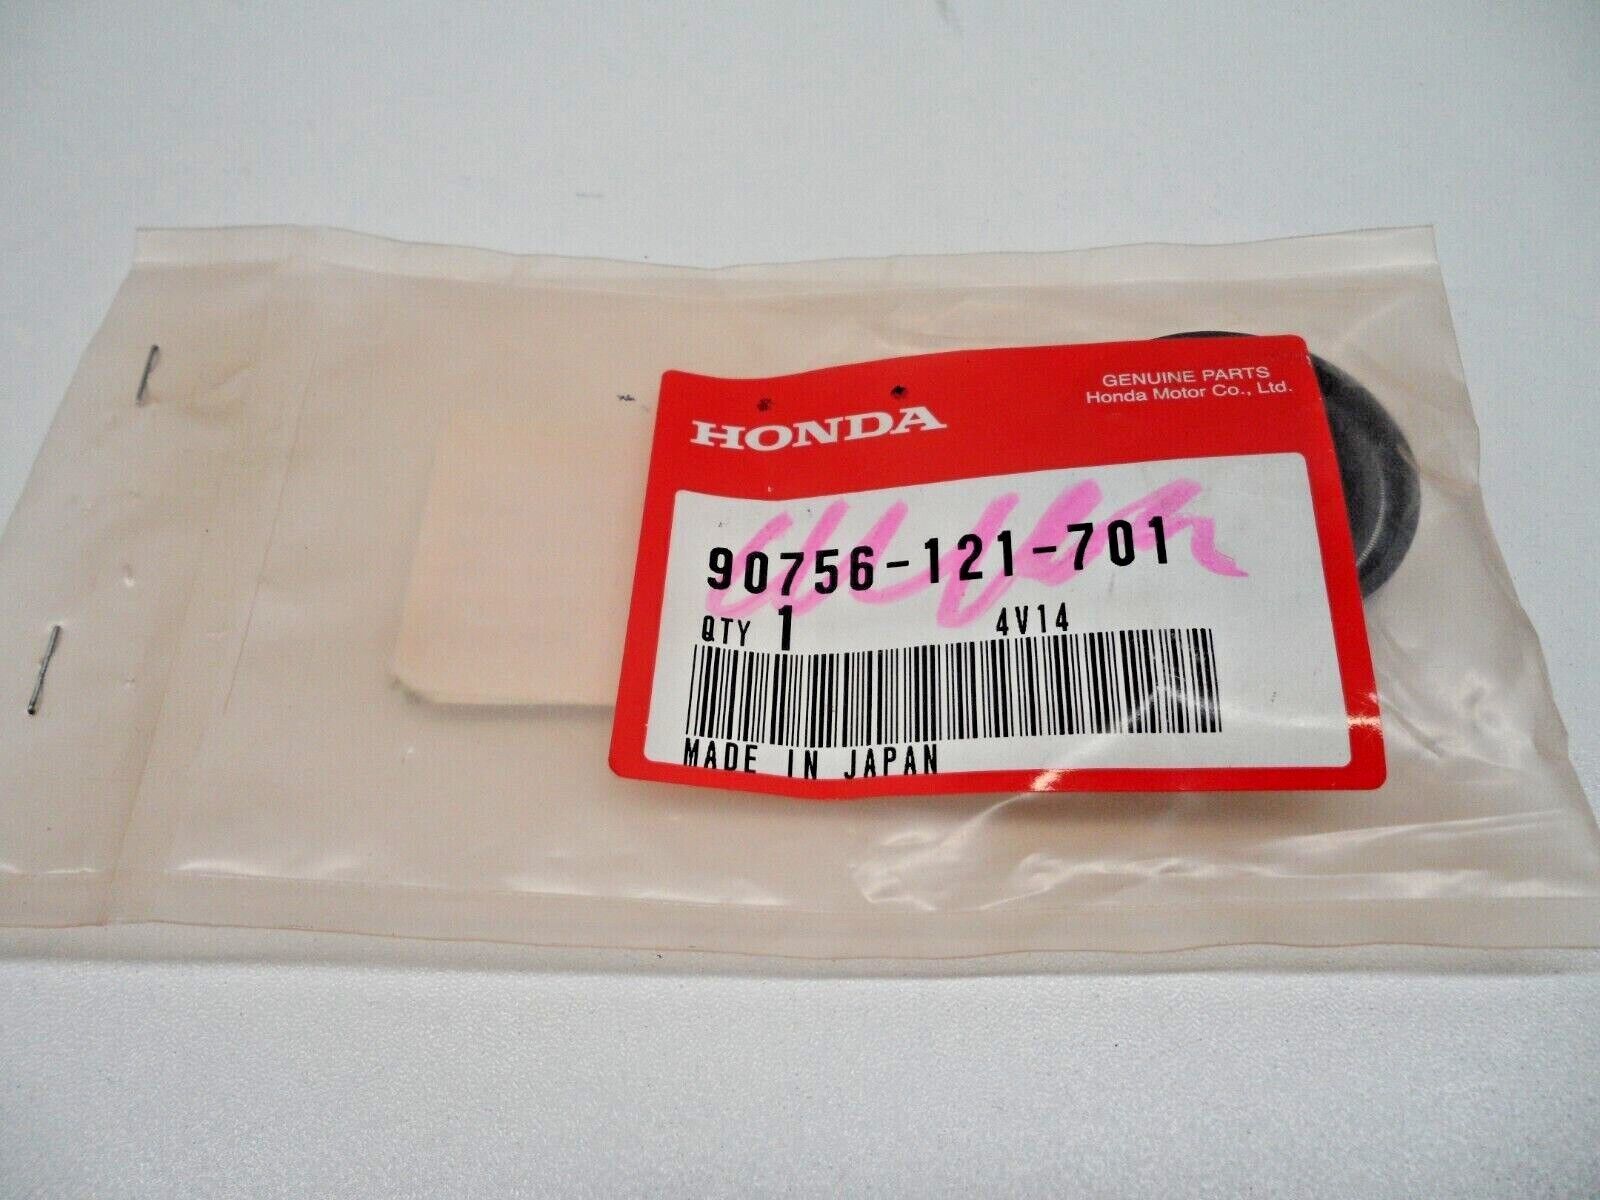 GENUINE PARTS
Honda Motor Co., Ltd.
HONDA
90756-121-701
QTY 1 4V14
MADE IN JAPAN